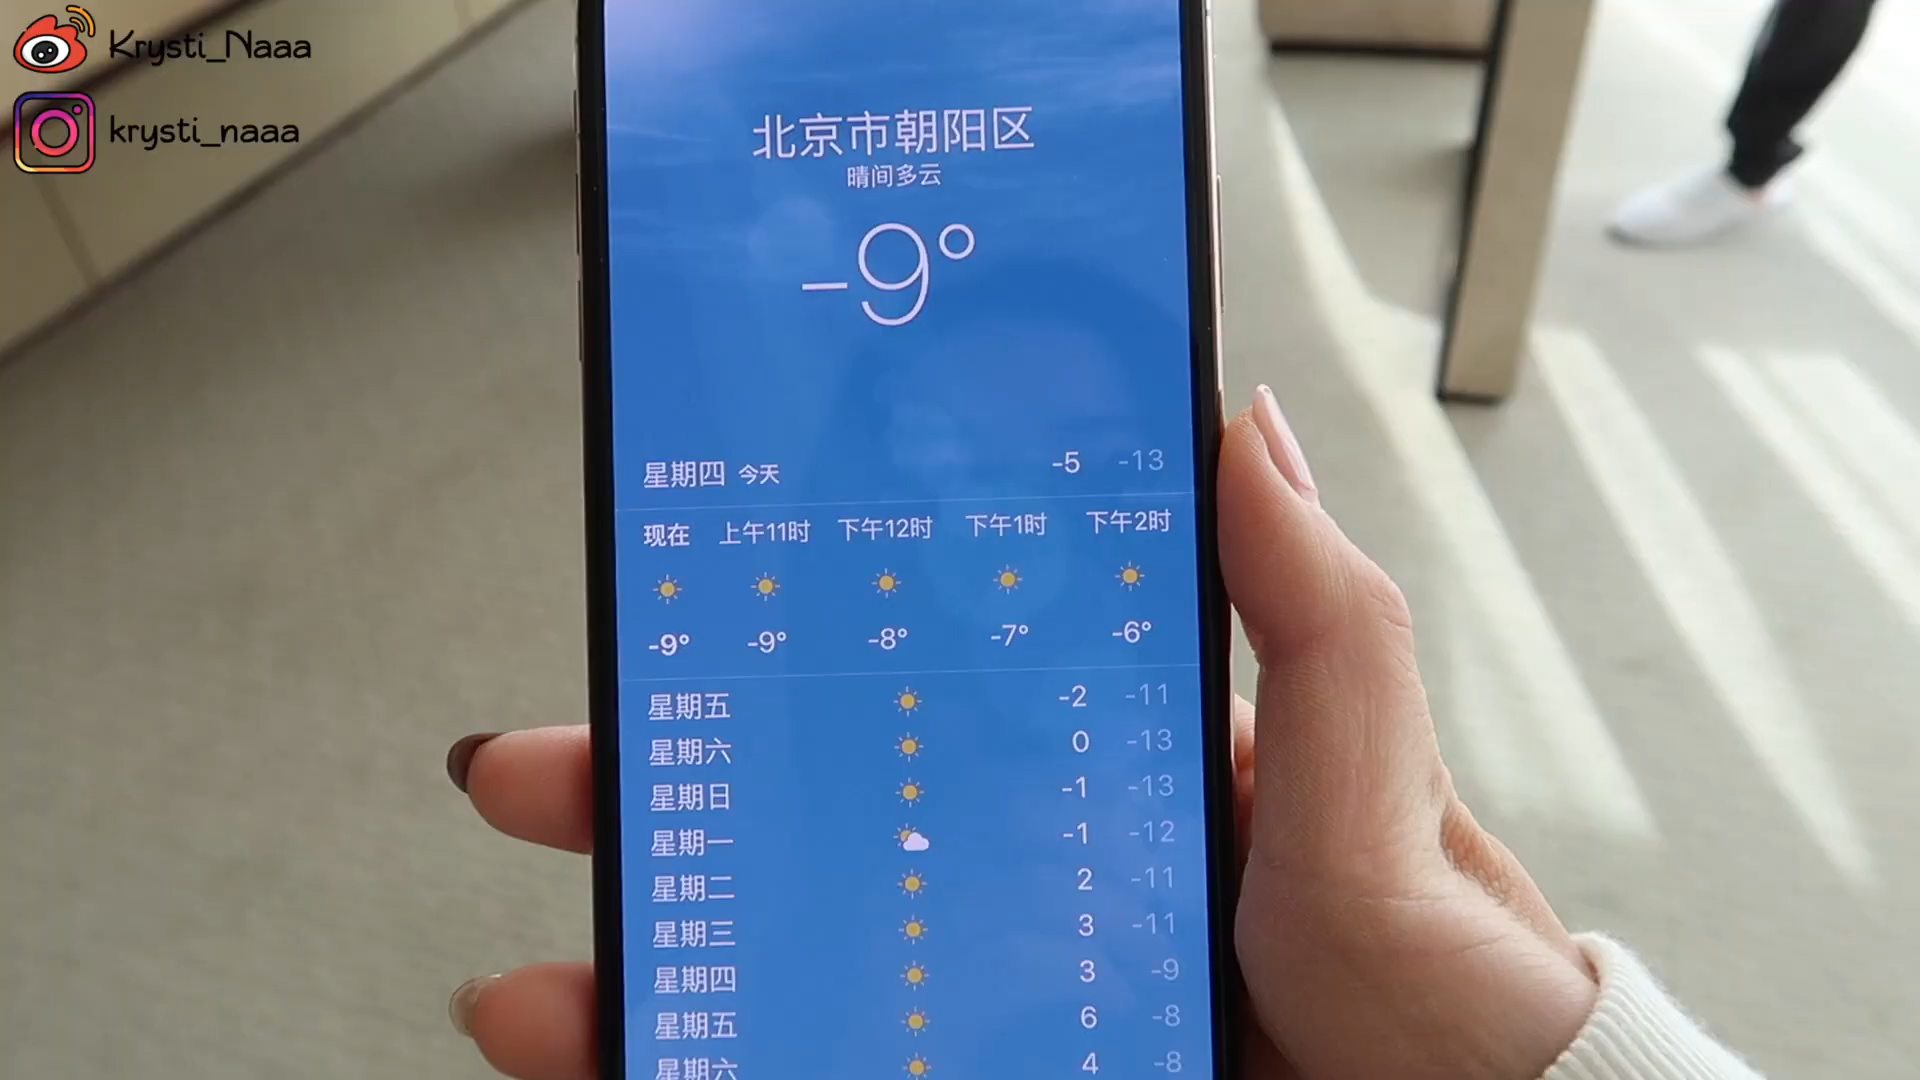 Krysti_Naaa
krysti_naaa
北京市朝阳区
晴间多云
-9°
星期四 今天 -5 -13
现在 上午11时 下午12时 下午1时 下午2时
-9° -9° -8° -7° -6°
星期五 -2 -11
星期六 0 -13
星期日 -1 -13
星期一 -1 -12
星期二 2 -11
星期三 3 -11
星期四 3 -9
星期五 6 -8
星期六 4 -8